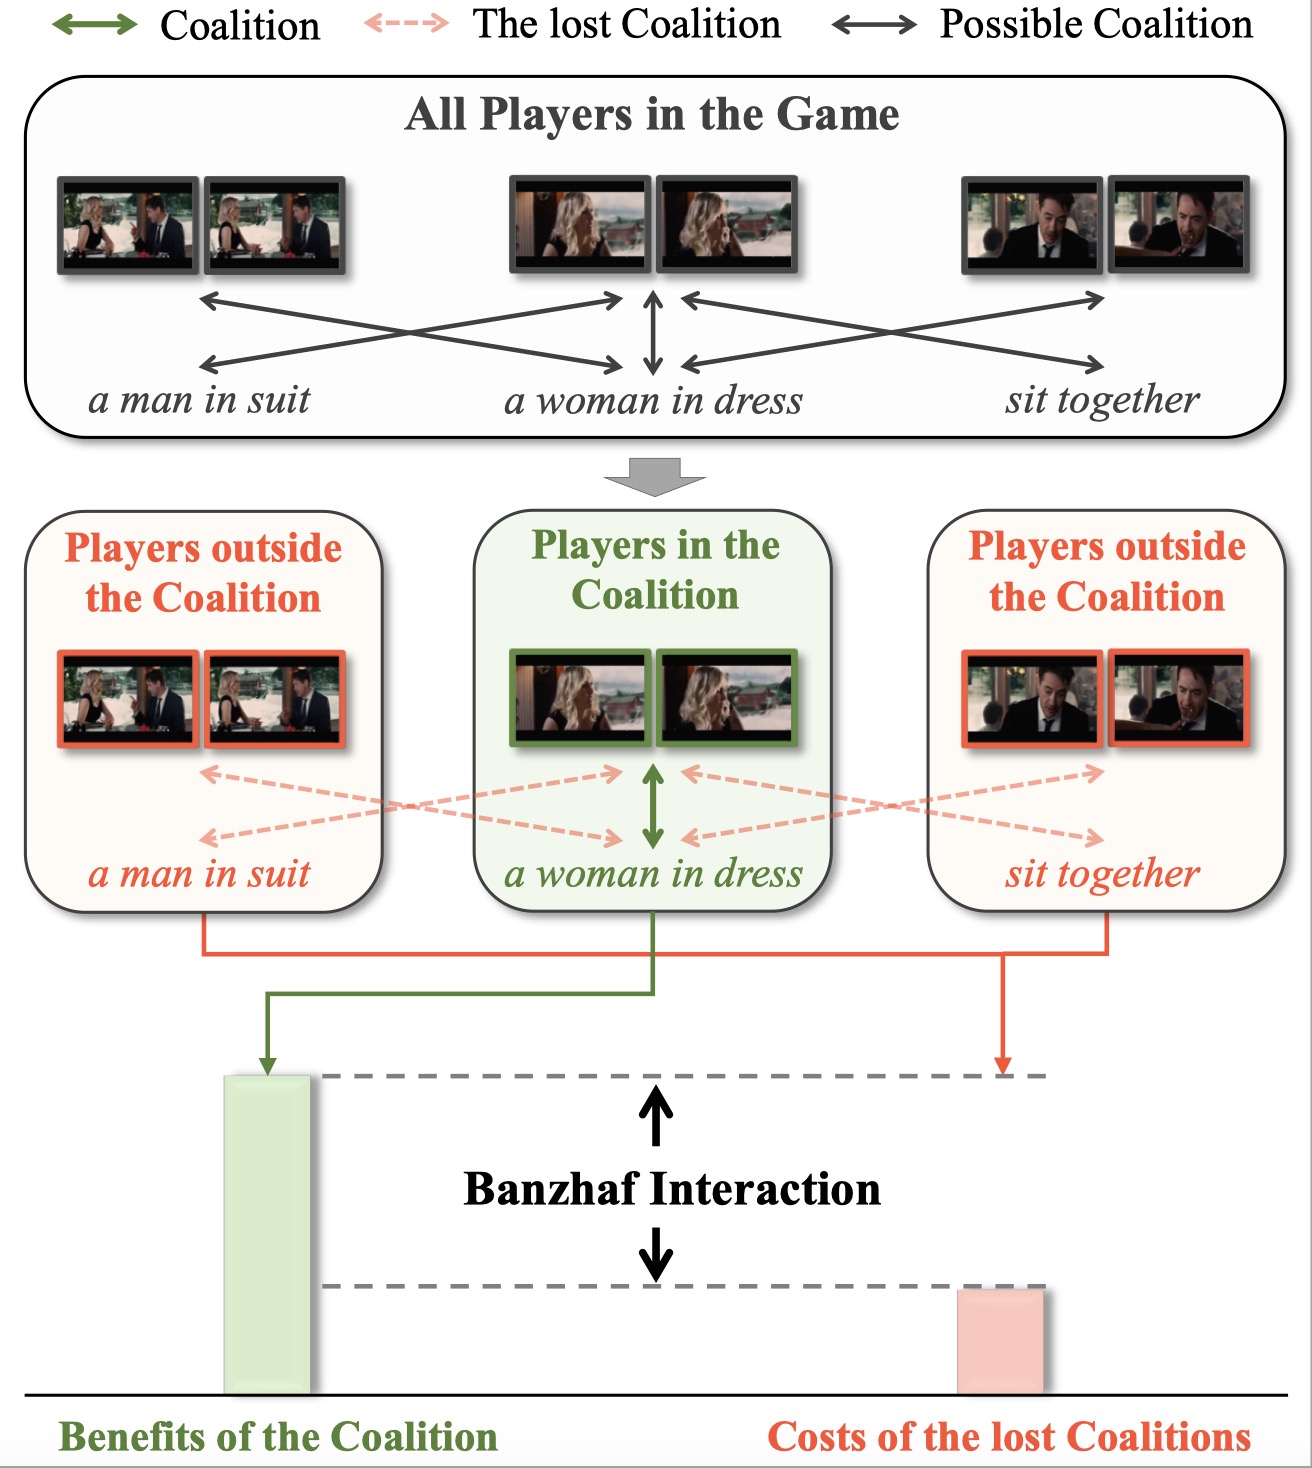 Coalition
The lost Coalition
Possible Coalition
All Players in the Game
a man in suit
a woman in dress
sit together
Players outside
the Coalition
Players in the
Coalition
Players outside
the Coalition
a man in suit
a woman in dress
sit together
Banzhaf Interaction
Benefits of the Coalition
Costs of the lost Coalitions